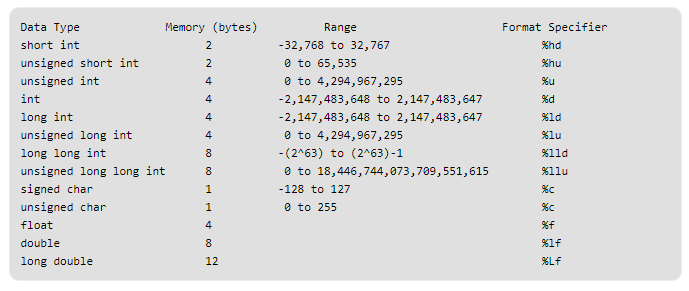 Data Type Memory (bytes) Range Format Specifier
short int 2 -32,768 to 32,767 %hd
unsigned short int 2 0 to 65,535 %hu
unsigned int 4 0 to 4,294,967,295 %u
int 4 -2,147,483,648 to 2,147,483,647 %d
long int 4 -2,147,483,648 to 2,147,483,647 %ld
unsigned long int 4 0 to 4,294,967,295 %lu
long long int 8 -(2^63) to (2^63)-1 %lld
unsigned long long int 8 0 to 18,446,744,073,709,551,615 %llu
signed char 1 -128 to 127 %c
unsigned char 1 0 to 255 %c
float 4 %f
double 8 %lf
long double 12 %Lf